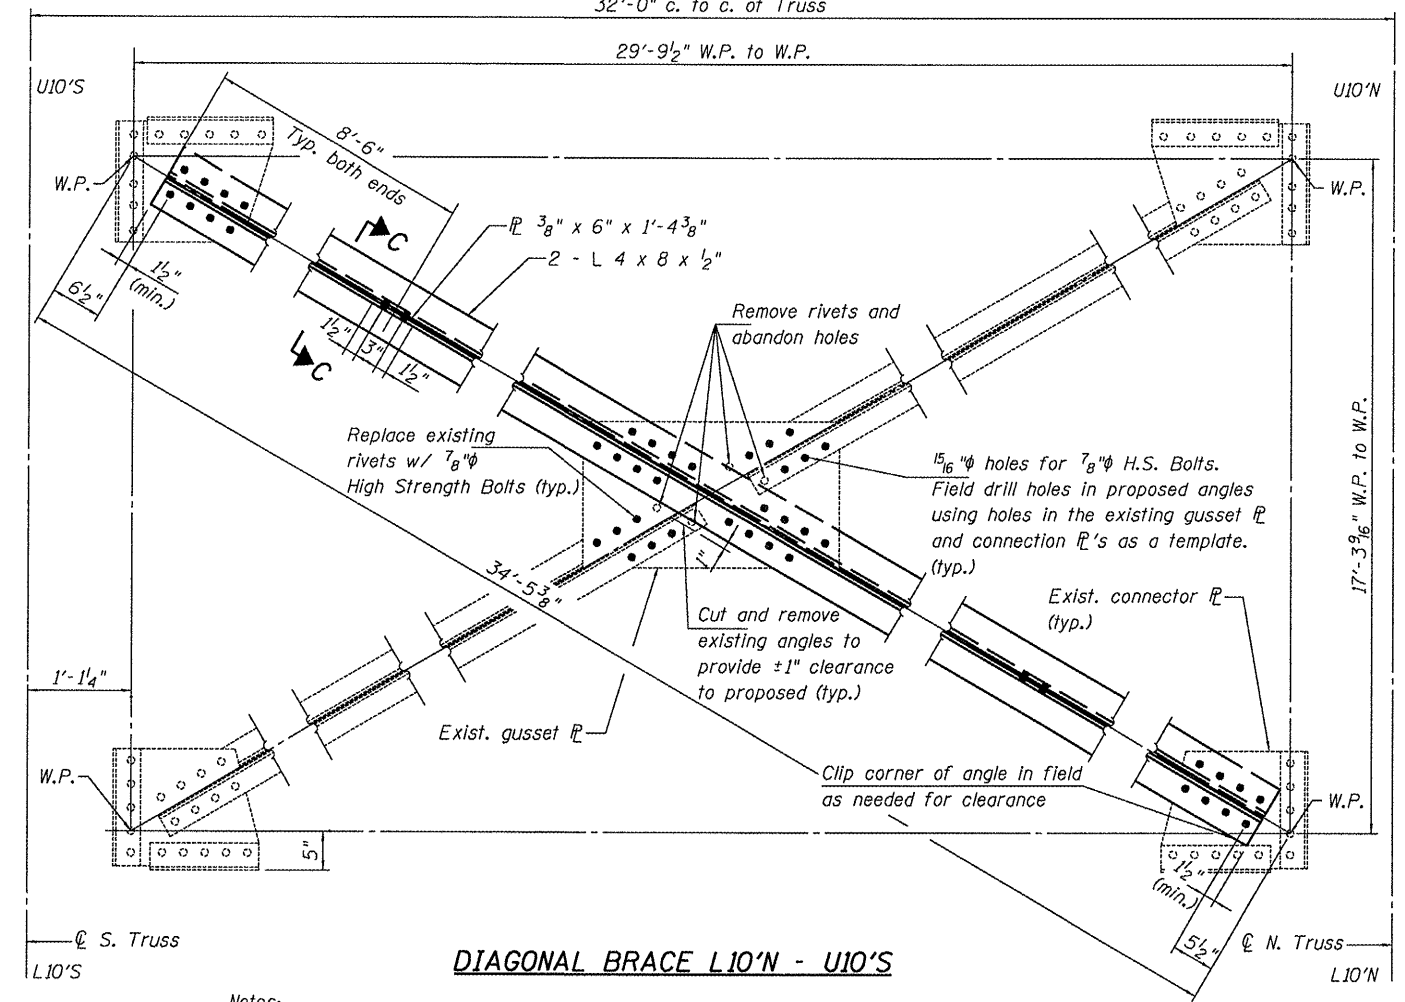 32'-0" c. to c. of Truss
29'-9½" W.P. to W.P.
U10'S
U10'N
8'-6"
Typ. both ends
W.P.
W.P.
C
℄ ⅜" x 6" x 1'-4⅜"
2 - L 4 x 8 x ½"
1½"
(min.)
6½"
C
1½"
3"
1½"
Remove rivets and
abandon holes
Replace existing
rivets w/ ⅞"ϕ
High Strength Bolts (typ.)
15/16"ϕ holes for ⅞"ϕ H.S. Bolts.
Field drill holes in proposed angles
using holes in the existing gusset PL
and connection PL's as a template.
(typ.)
17'-3 9/16" W.P. to W.P.
1"
34'-5⅜"
Cut and remove
existing angles to
provide ±1" clearance
to proposed (typ.)
Exist. connector PL
(typ.)
1'-1¼"
Exist. gusset PL
W.P.
Clip corner of angle in field
as needed for clearance
W.P.
5"
1½"
(min.)
5½"
℄ S. Truss
℄ N. Truss
L10'S
L10'N
DIAGONAL BRACE L10'N - U10'S
Notes: